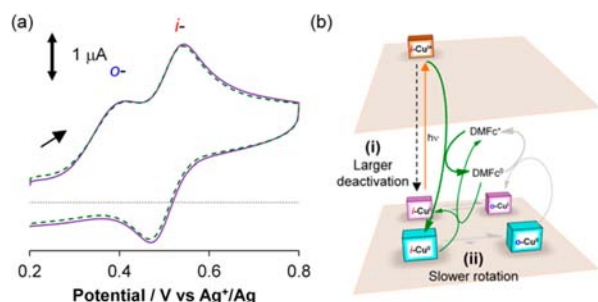 (a)
i-
o-
1 μA
0.2 0.4 0.6 0.8
Potential / V vs Ag⁺/Ag
(b)
i-Cuᴵ*
hν
DMFc⁺
(i)
Larger
deactivation
DMFc⁰
i-Cuᴵ
o-Cuᴵ
i-Cuᴵᴵ
o-Cuᴵᴵ
(ii)
Slower rotation